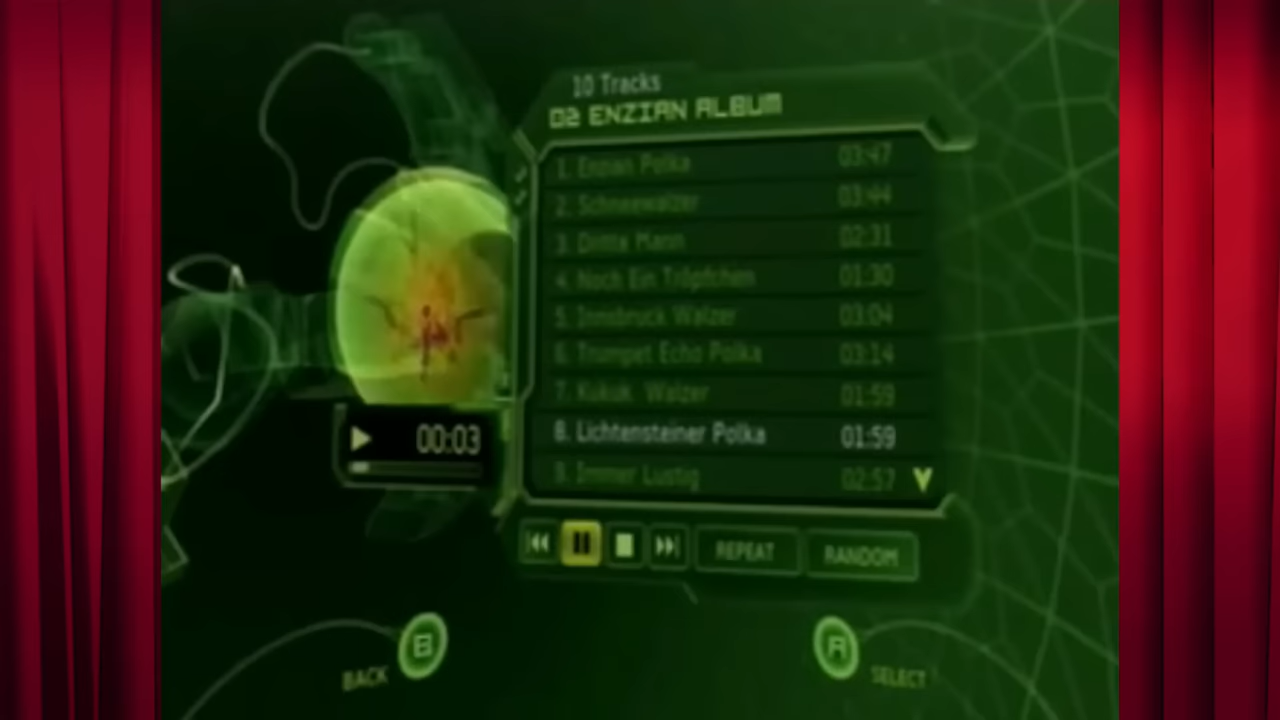 10 Tracks
02 ENZIAN ALBUM
1. Enzian Polka 03:47
2. Schneewalzer 03:44
3. Dritte Mann 02:31
4. Noch Ein Tröpfchen 01:30
5. Innsbruck Walzer 03:04
6. Trumpet Echo Polka 03:14
7. Kukuk Walzer 01:59
8. Lichtensteiner Polka 01:59
9. Immer Lustig 02:57
00:03
REPEAT RANDOM
B A
BACK SELECT